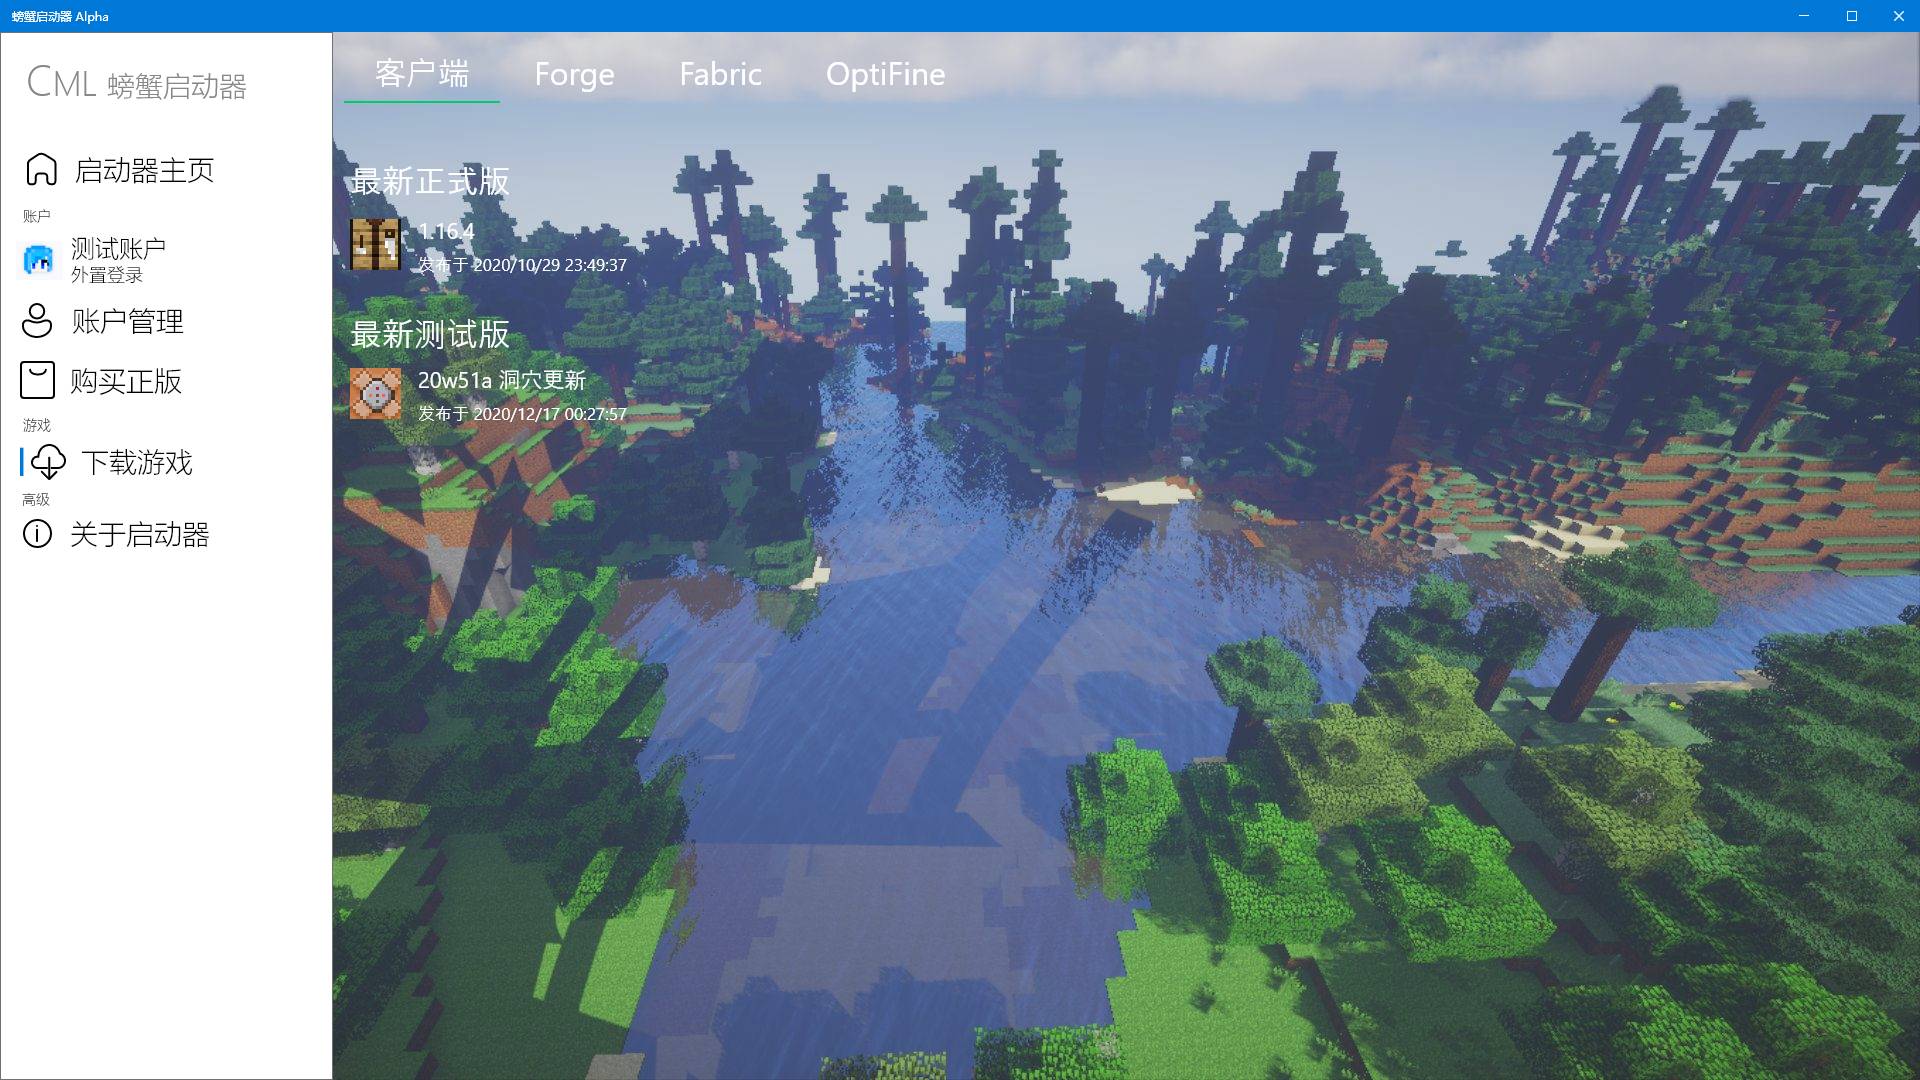 螃蟹启动器 Alpha
CML 螃蟹启动器
启动器主页
账户
测试账户
外置登录
账户管理
购买正版
游戏
下载游戏
高级
关于启动器
客户端 Forge Fabric OptiFine
最新正式版
1.16.4
发布于 2020/10/29 23:49:37
最新测试版
20w51a 洞穴更新
发布于 2020/12/17 00:27:57